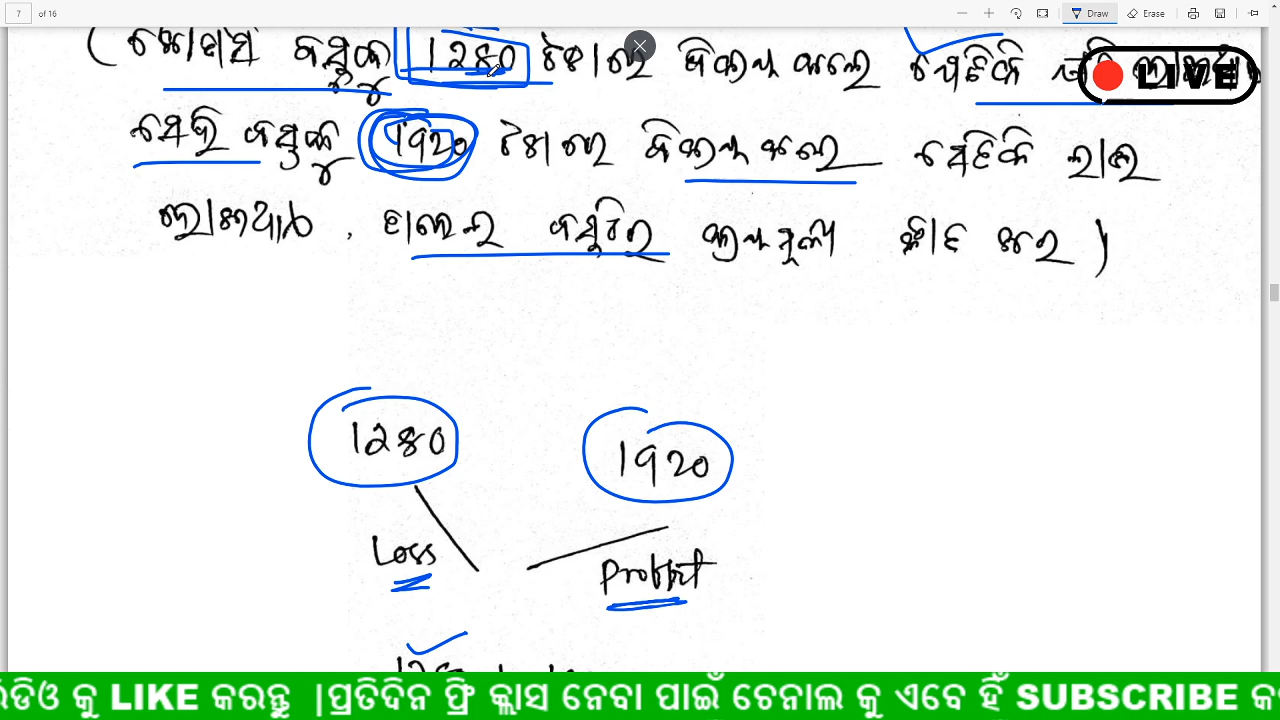 7 of 16 Draw Erase
( କୋଣସି ବସ୍ତୁକୁ 1280 ଟଙ୍କାରେ ବିକ୍ରୟ କଲେ ଯେତିକି
LIVE
ସେହି ବସ୍ତୁକୁ 1920 ଟଙ୍କାରେ ବିକ୍ରୟ କଲେ ସେତିକି ଲାଭ
ହୋଇଥାଏ , ତାହେଲେ ବସ୍ତୁଟିର କ୍ରୟମୂଲ୍ୟ )
1280 1920
Loss Profit
ଡିଓ କୁ LIKE କରନ୍ତୁ |ପ୍ରତିଦିନ ଫ୍ରି କ୍ଲାସ ନେବା ପାଇଁ ଚେନାଲ କୁ ଏବେ ହିଁ SUBSCRIBE କ